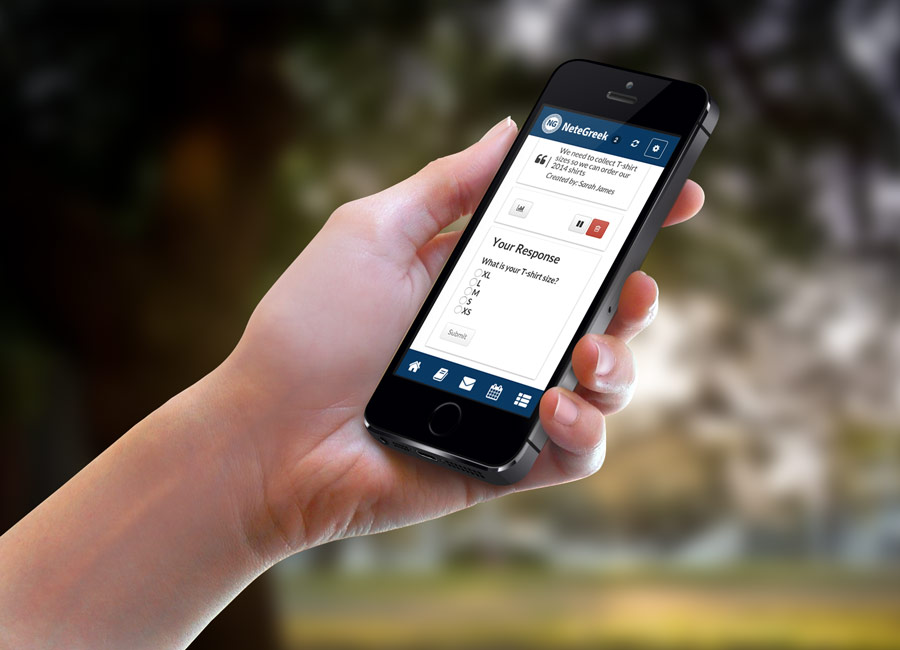 NG NeteGreek 2
We need to collect T-shirt
sizes so we can order our
2014 shirts
Created by: Sarah James
Your Response
What is your T-shirt size?
XL
L
M
S
XS
Submit